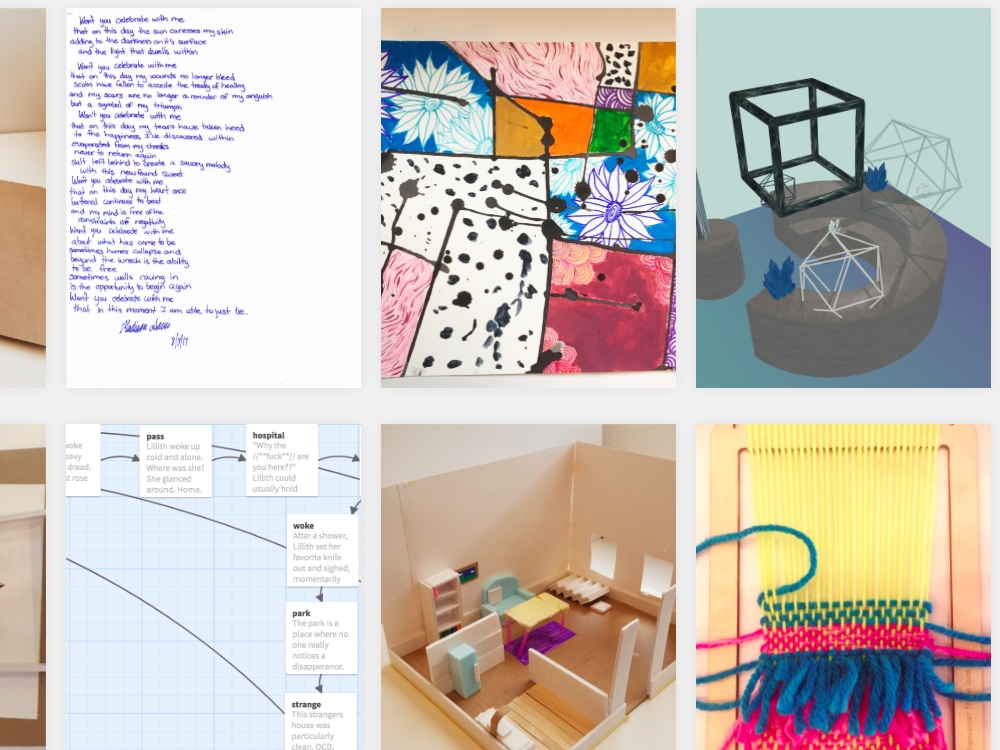 Won't you celebrate with me
that on this day the sun caresses my skin
adding to the darkness on it's surface
and the light that dwells within
Won't you celebrate with me
that on this day my wounds no longer bleed
scabs have fallen to accede the treaty of healing
and my scars are no longer a reminder of my anguish
but a symbol of my triumph
Won't you celebrate with me
that on this day my tears have taken heed
to the happiness I've discovered within
evaporated from my cheeks
never to return again
salt left behind to create a savory melody
with this newfound sweet
Won't you celebrate with me
that on this day my heart once
battered continues to bead
and my mind is free of the
constraints of negativity
Won't you celebrate with me
about what has come to be
sometimes homes collapse and
beyond the wreck is the ability
to be free
sometimes walls caving in
is the opportunity to begin again
Won't you celebrate with me
that in this moment I am able to just be.
woke
eavy
dread.
st rose
pass
Lillith woke up
cold and alone.
Where was she?
She glanced
around. Home.
hospital
"Why the
//**fuck**// are
you here??"
Lillith could
usually hold
woke
After a shower,
Lillith set her
favorite knife
out and sighed,
momentarily
park
The park is a
place where no
one really
notices a
disapperance.
strange
This strangers
house was
particularly
clean. OCD,